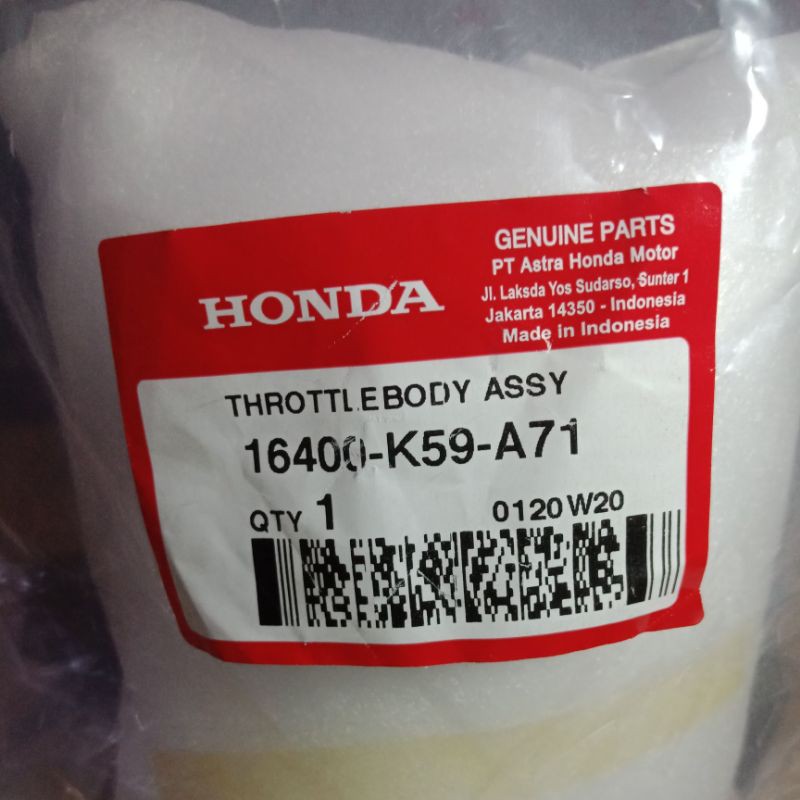 HONDA
GENUINE PARTS
PT Astra Honda Motor
Jl. Laksda Yos Sudarso, Sunter 1
Jakarta 14350 - Indonesia
Made in Indonesia
THROTTLEBODY ASSY
16400-K59-A71
QTY 1
0120 W20